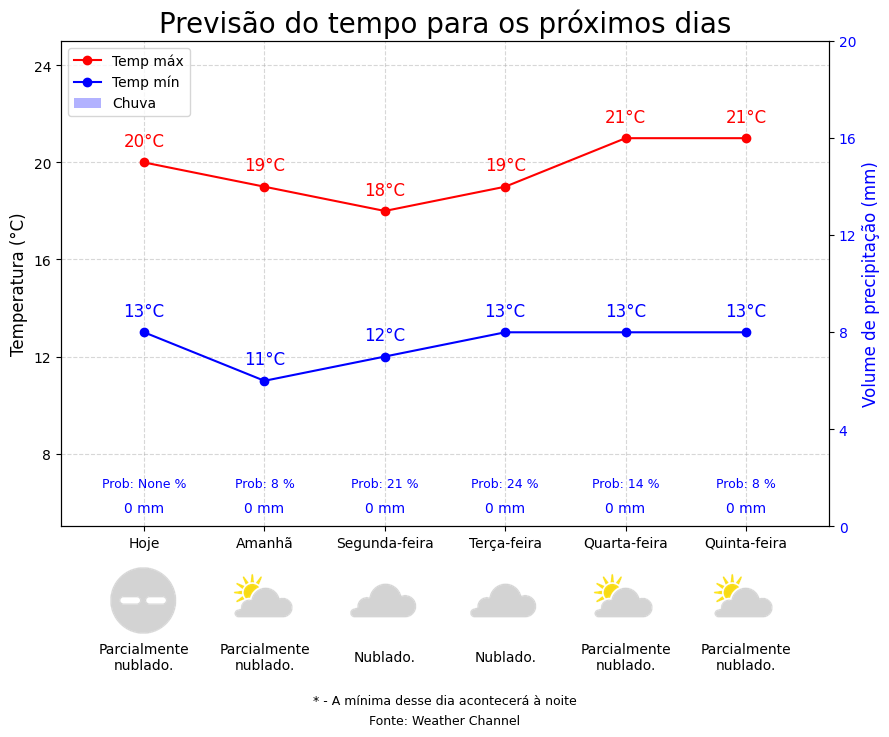 Previsão do tempo para os próximos dias
Temp máx
Temp mín
Chuva
Temperatura (°C)
24
20
16
12
8
Volume de precipitação (mm)
20
16
12
8
4
0
20°C 19°C 18°C 19°C 21°C 21°C
13°C 11°C 12°C 13°C 13°C 13°C
Prob: None % Prob: 8 % Prob: 21 % Prob: 24 % Prob: 14 % Prob: 8 %
0 mm 0 mm 0 mm 0 mm 0 mm 0 mm
Hoje Amanhã Segunda-feira Terça-feira Quarta-feira Quinta-feira
Parcialmente
nublado.
Parcialmente
nublado.
Nublado.
Nublado.
Parcialmente
nublado.
Parcialmente
nublado.
* - A mínima desse dia acontecerá à noite
Fonte: Weather Channel